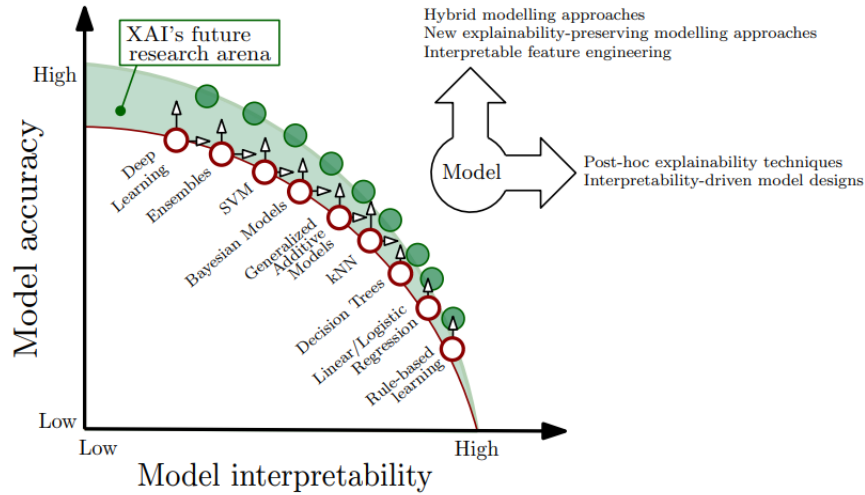 XAI's future
research arena
Hybrid modelling approaches
New explainability-preserving modelling approaches
Interpretable feature engineering
High
Model
Post-hoc explainability techniques
Interpretability-driven model designs
Deep
Learning
Ensembles
SVM
Bayesian Models
Generalized
Additive
Models
kNN
Decision Trees
Linear/Logistic
Regression
Rule-based
learning
Model accuracy
Low
Low
High
Model interpretability